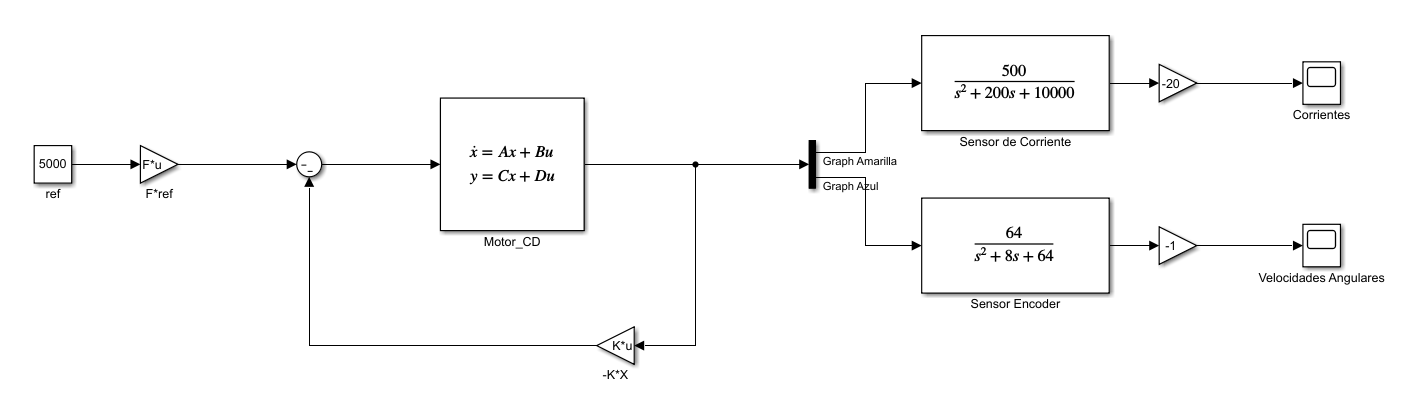 5000
ref
F*u
F*ref
--
ẋ = Ax + Bu
y = Cx + Du
Motor_CD
K*u
-K*X
Graph Amarilla
Graph Azul
500
s² + 200s + 10000
Sensor de Corriente
-20
Corrientes
64
s² + 8s + 64
Sensor Encoder
-1
Velocidades Angulares